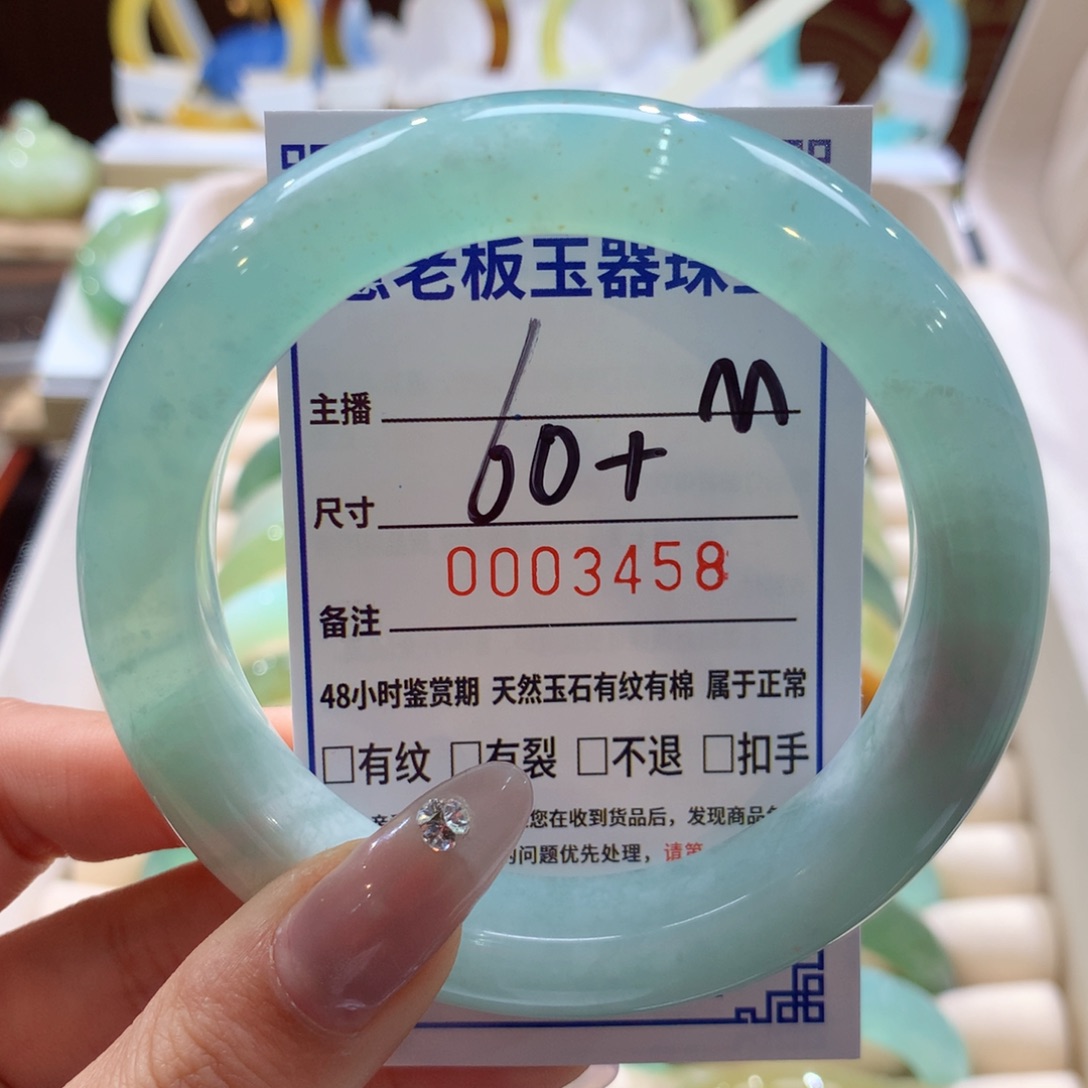 老板玉器珠
主播 M
尺寸 60+
0003458
备注
48小时鉴赏期 天然玉石有纹有棉 属于正常
□有纹 □有裂 □不退 □扣手
您在收到货品后，发现商品
问题优先处理，请第